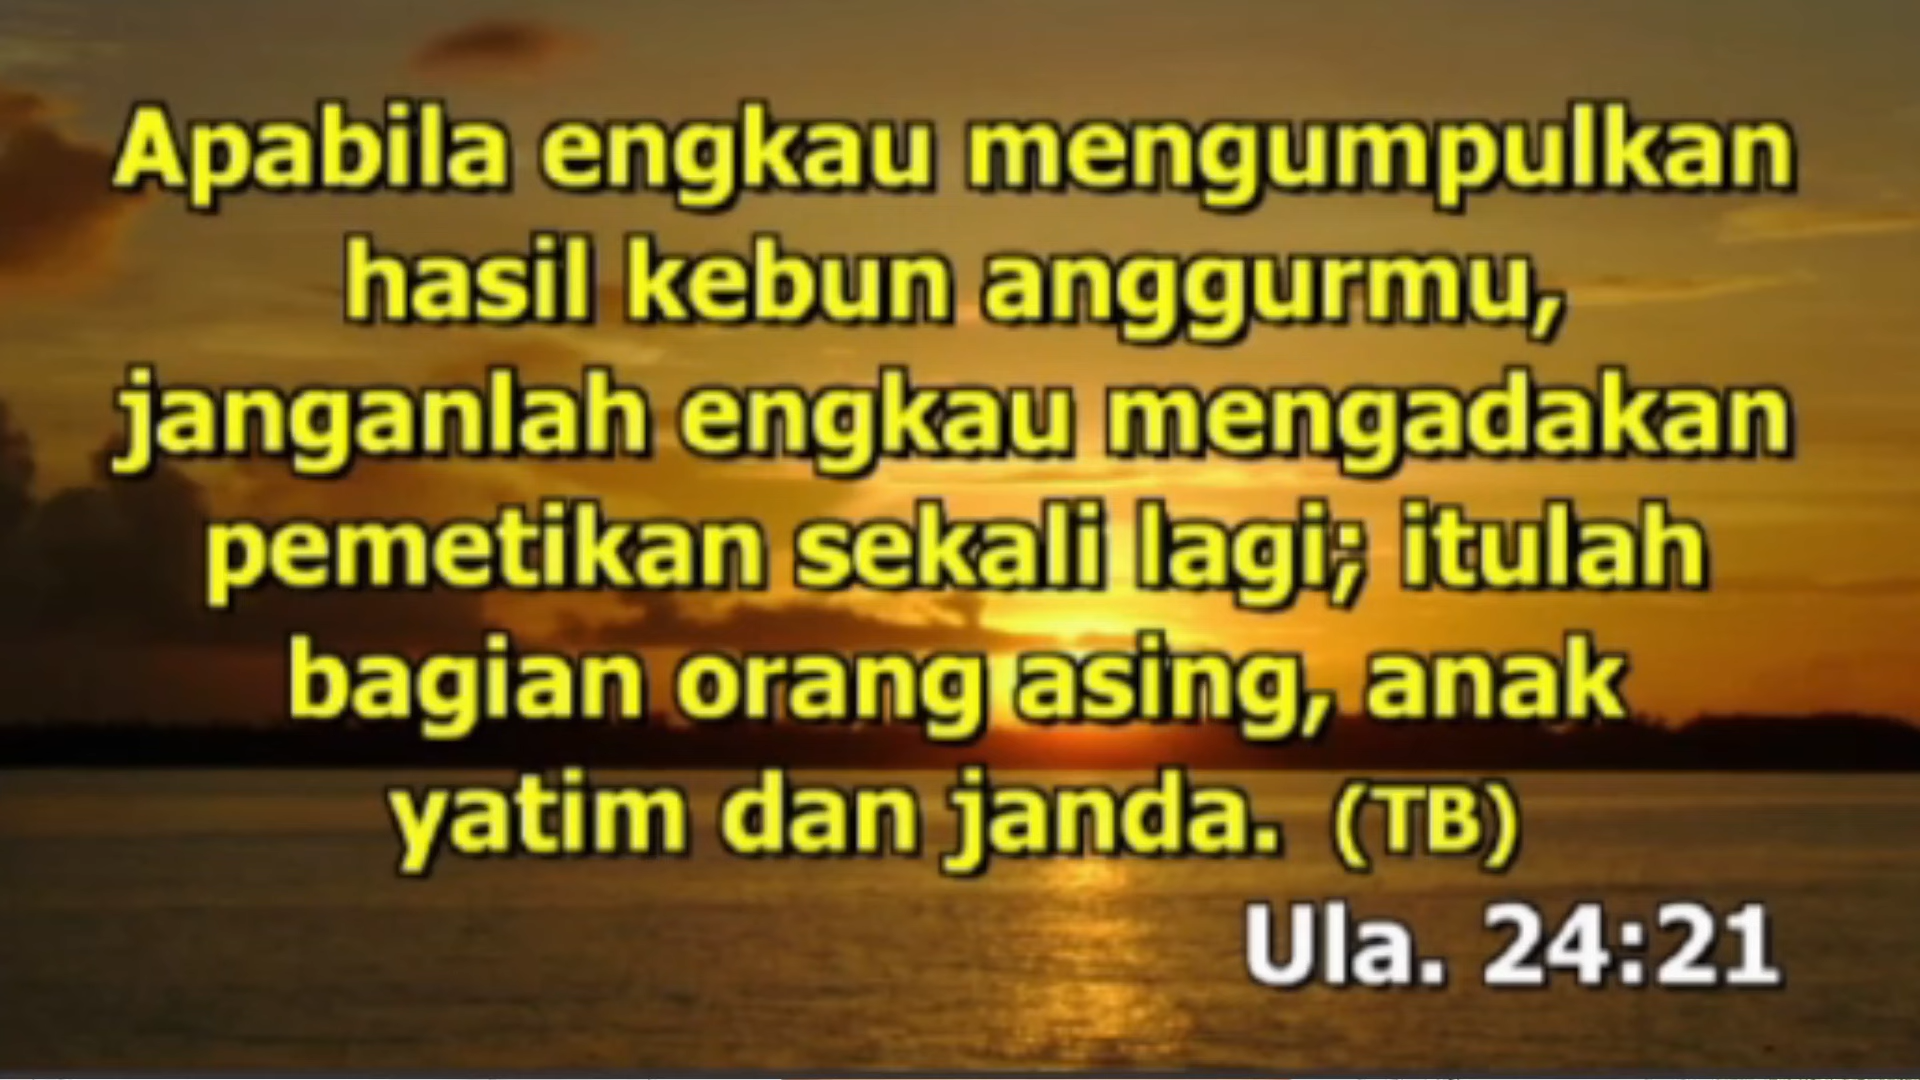 Apabila engkau mengumpulkan
hasil kebun anggurmu,
janganlah engkau mengadakan
pemetikan sekali lagi; itulah
bagian orang asing, anak
yatim dan janda. (TB)
Ula. 24:21